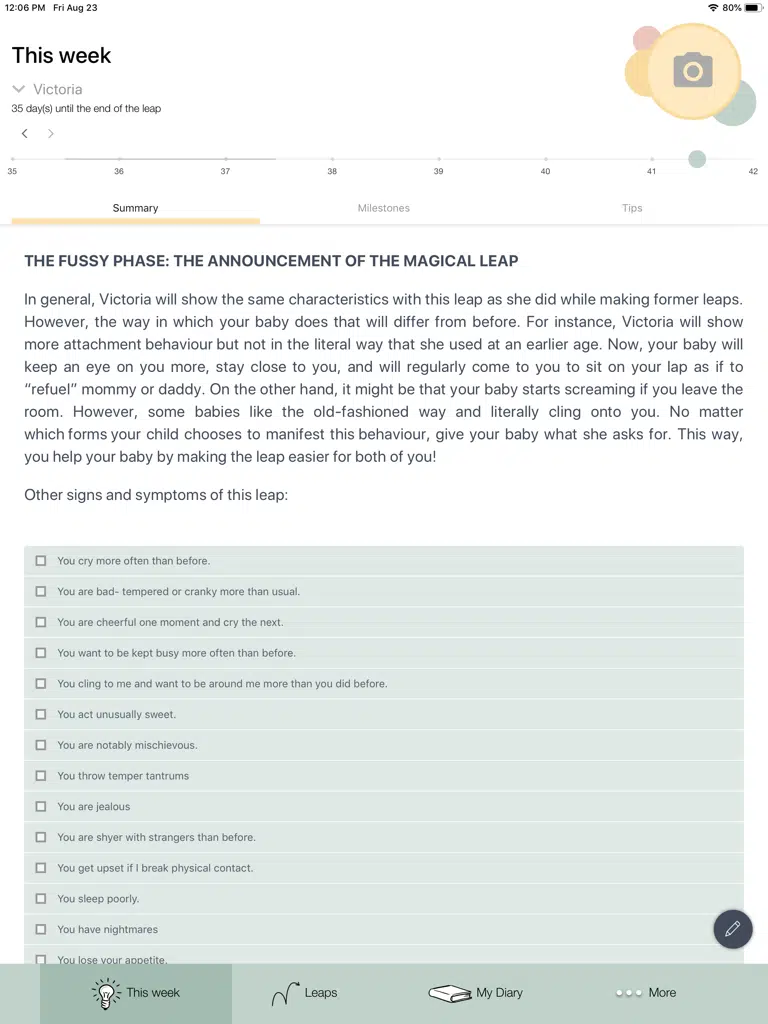 12:06 PM Fri Aug 23
80%
This week
Victoria
35 day(s) until the end of the leap
35 36 37 38 39 40 41 42
Summary Milestones Tips
THE FUSSY PHASE: THE ANNOUNCEMENT OF THE MAGICAL LEAP
In general, Victoria will show the same characteristics with this leap as she did while making former leaps.
However, the way in which your baby does that will differ from before. For instance, Victoria will show
more attachment behaviour but not in the literal way that she used at an earlier age. Now, your baby will
keep an eye on you more, stay close to you, and will regularly come to you to sit on your lap as if to
“refuel” mommy or daddy. On the other hand, it might be that your baby starts screaming if you leave the
room. However, some babies like the old-fashioned way and literally cling onto you. No matter
which forms your child chooses to manifest this behaviour, give your baby what she asks for. This way,
you help your baby by making the leap easier for both of you!
Other signs and symptoms of this leap:
You cry more often than before.
You are bad- tempered or cranky more than usual.
You are cheerful one moment and cry the next.
You want to be kept busy more often than before.
You cling to me and want to be around me more than you did before.
You act unusually sweet.
You are notably mischievous.
You throw temper tantrums
You are jealous
You are shyer with strangers than before.
You get upset if I break physical contact.
You sleep poorly.
You have nightmares
You lose your appetite.
This week Leaps My Diary More